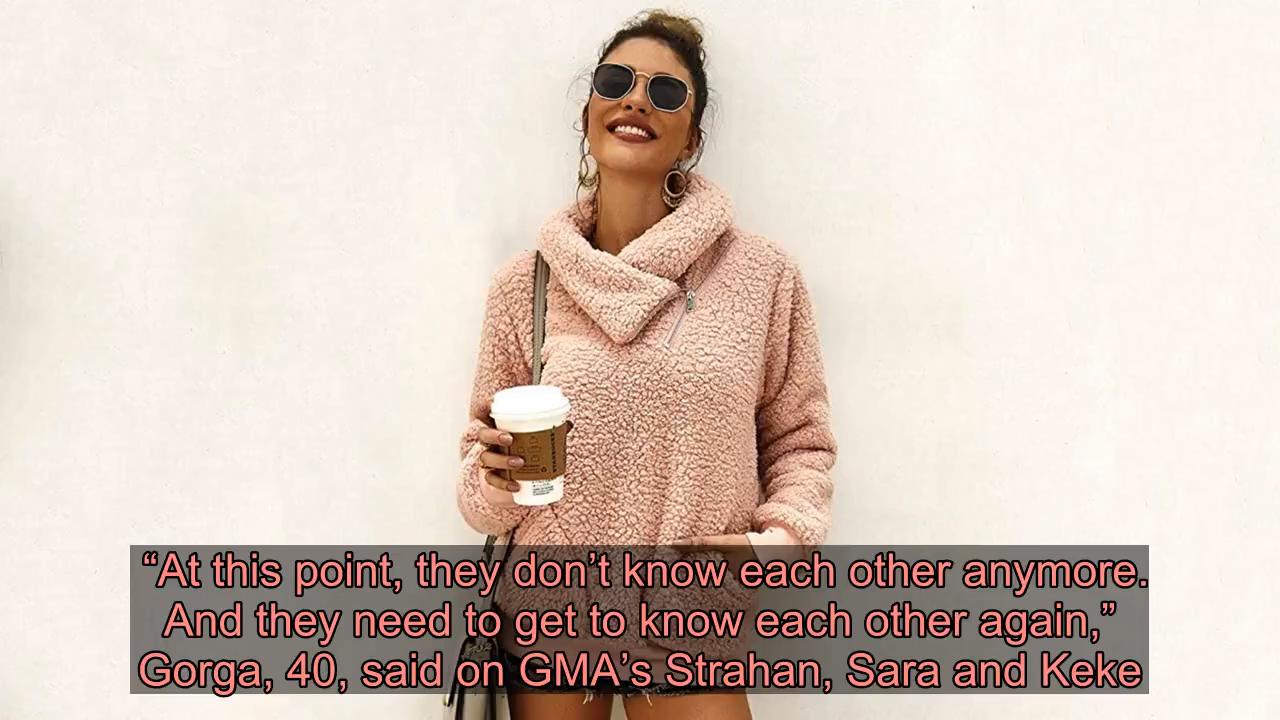 “At this point, they don’t know each other anymore.
And they need to get to know each other again,”
Gorga, 40, said on GMA’s Strahan, Sara and Keke